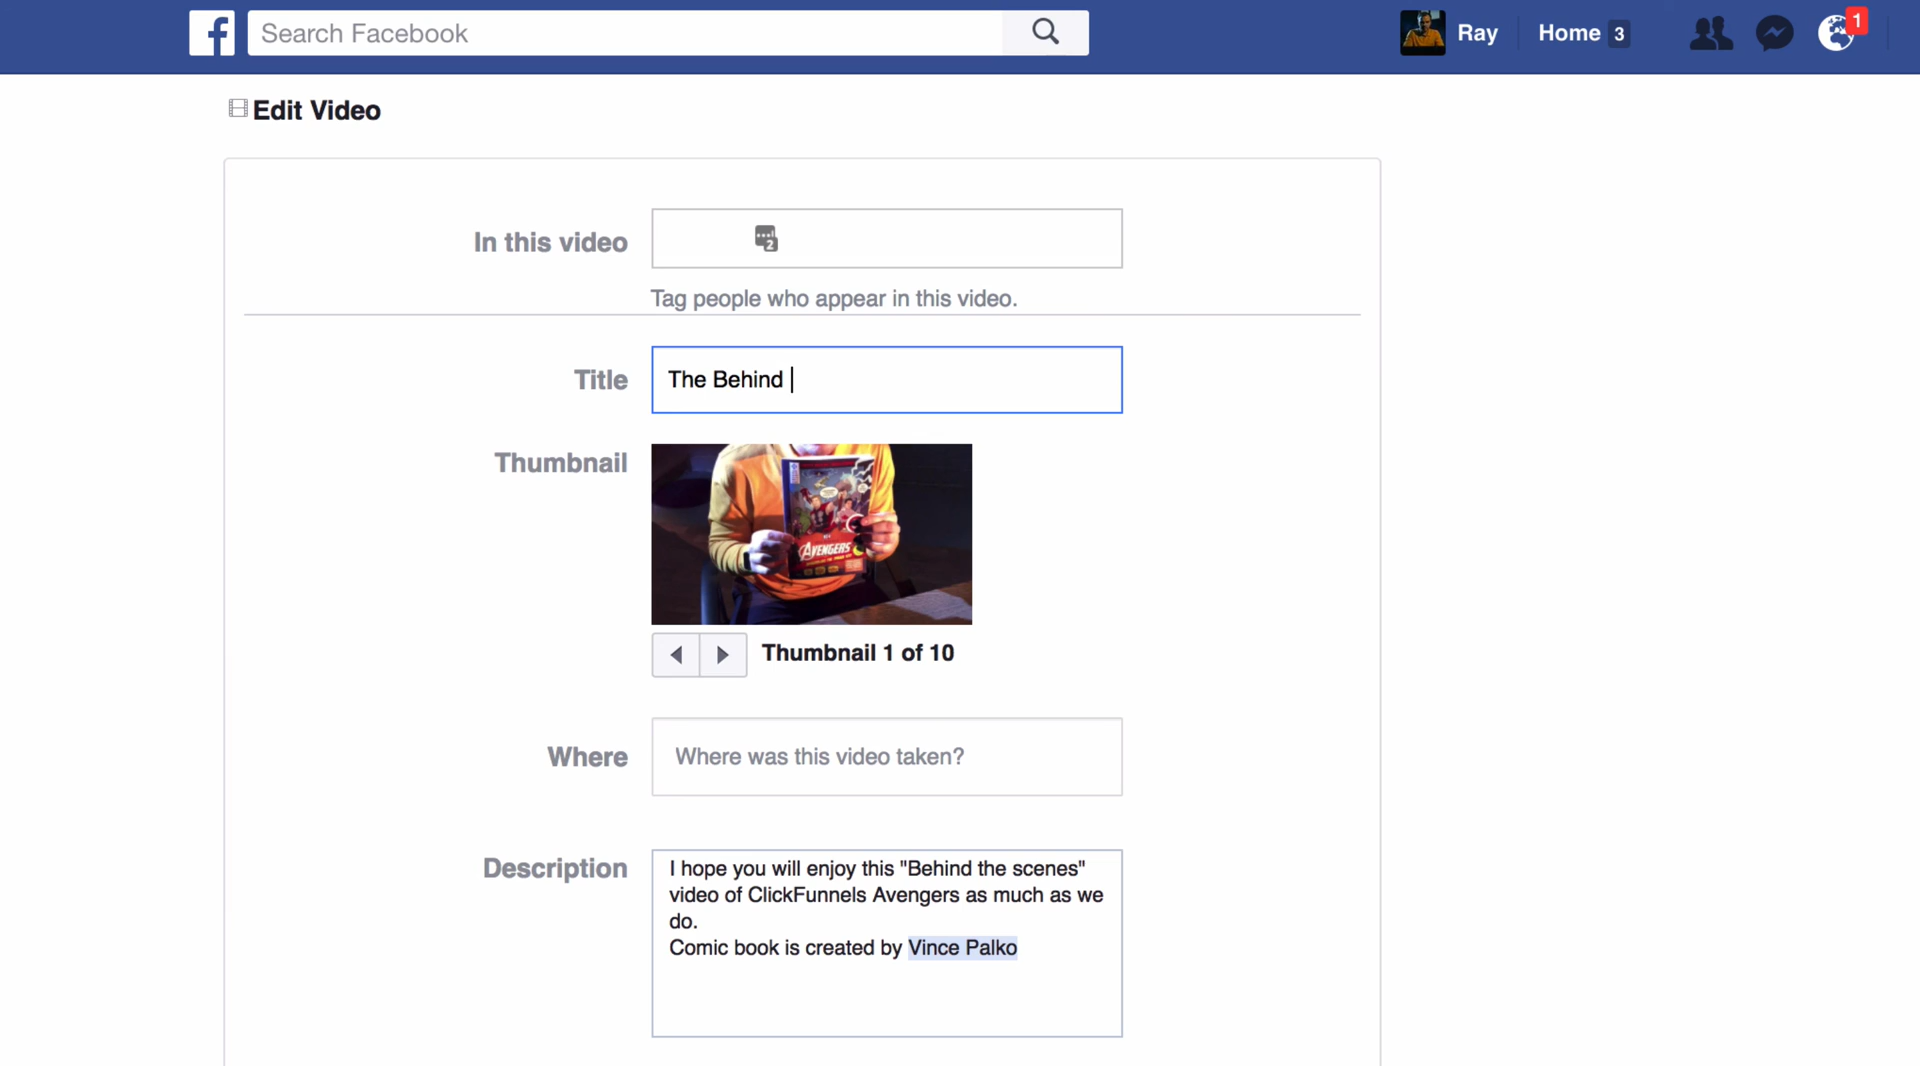 Search Facebook
Ray
Home 3
1
Edit Video
In this video
2
Tag people who appear in this video.
Title
The Behind
Thumbnail
AVENGERS
Thumbnail 1 of 10
Where
Where was this video taken?
Description
I hope you will enjoy this "Behind the scenes"
video of ClickFunnels Avengers as much as we
do.
Comic book is created by Vince Palko